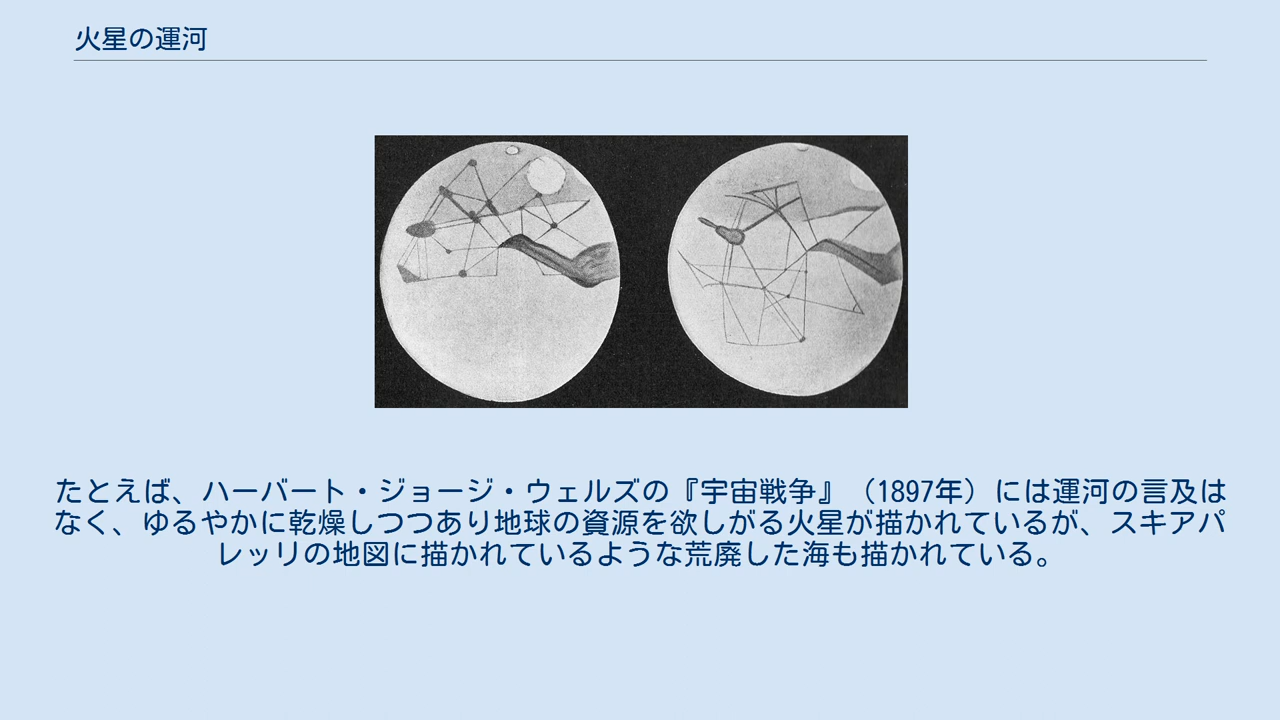 火星の運河
たとえば、ハーバート・ジョージ・ウェルズの『宇宙戦争』（1897年）には運河の言及は
なく、ゆるやかに乾燥しつつあり地球の資源を欲しがる火星が描かれているが、スキアパ
レッリの地図に描かれているような荒廃した海も描かれている。